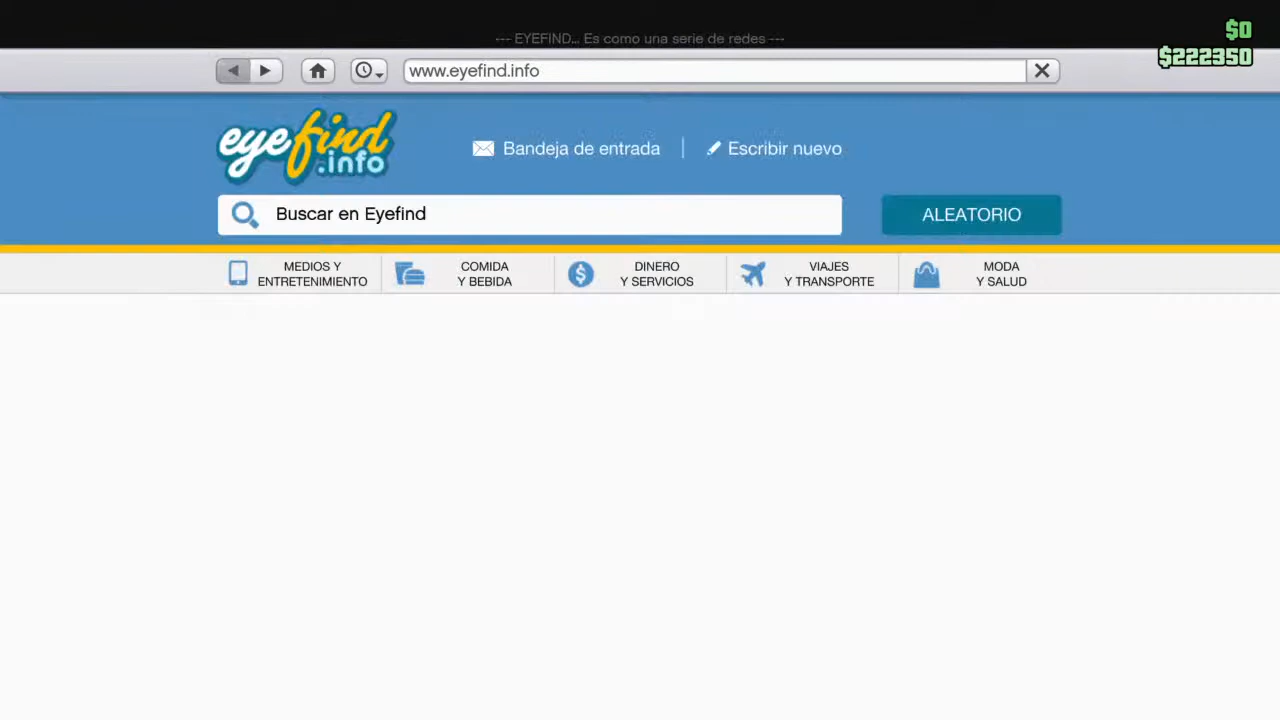 $0
--- EYEFIND... Es como una serie de redes ---
$222350
www.eyefind.info
eyefind
.info
Bandeja de entrada
Escribir nuevo
Buscar en Eyefind
ALEATORIO
MEDIOS Y
ENTRETENIMIENTO
COMIDA
Y BEBIDA
DINERO
Y SERVICIOS
VIAJES
Y TRANSPORTE
MODA
Y SALUD